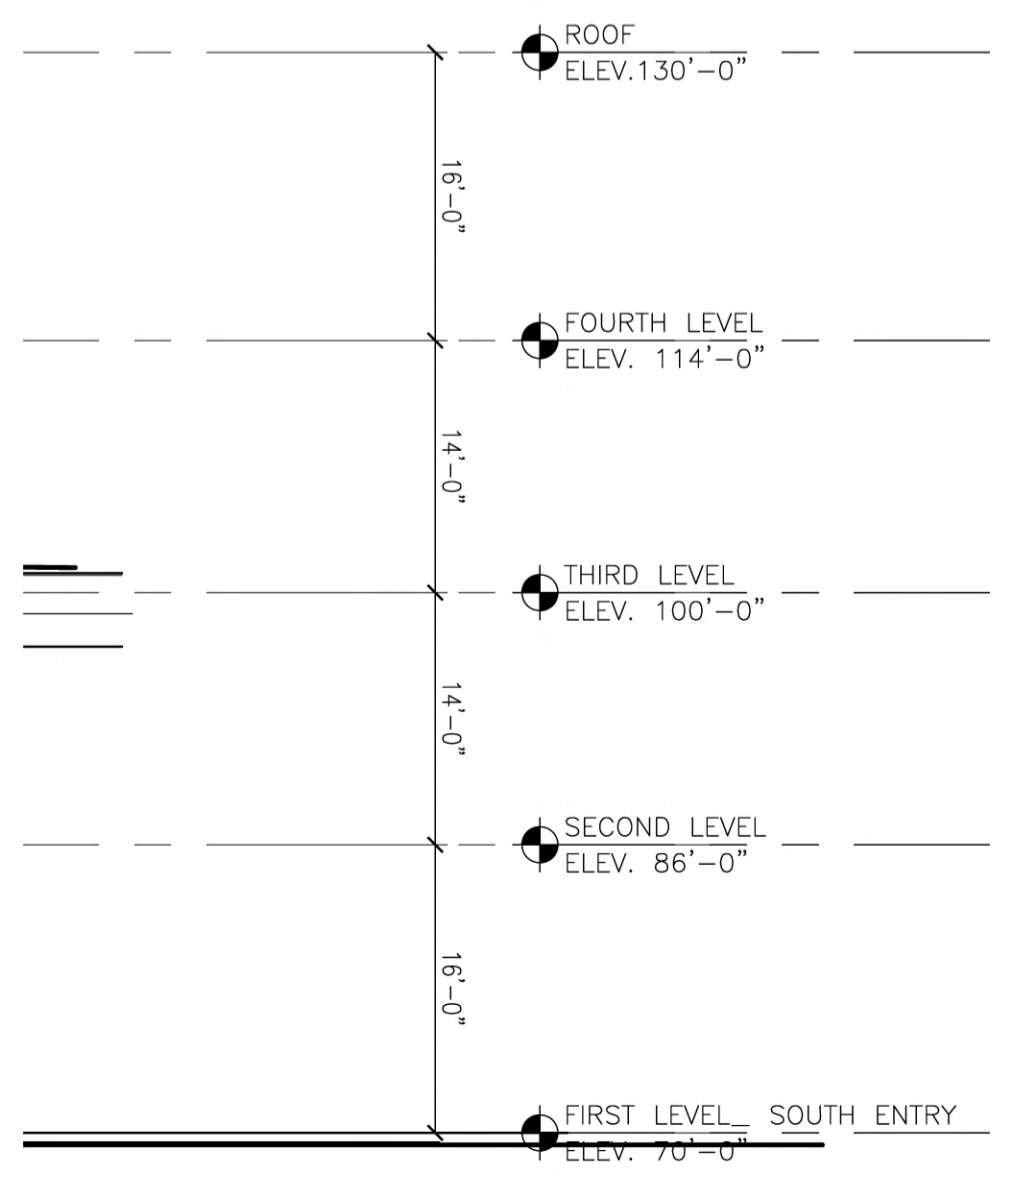 ROOF
ELEV.130'-0"
16'-0"
FOURTH LEVEL
ELEV. 114'-0"
14'-0"
THIRD LEVEL
ELEV. 100'-0"
14'-0"
SECOND LEVEL
ELEV. 86'-0"
16'-0"
FIRST LEVEL_ SOUTH ENTRY
ELEV. 70'-0"